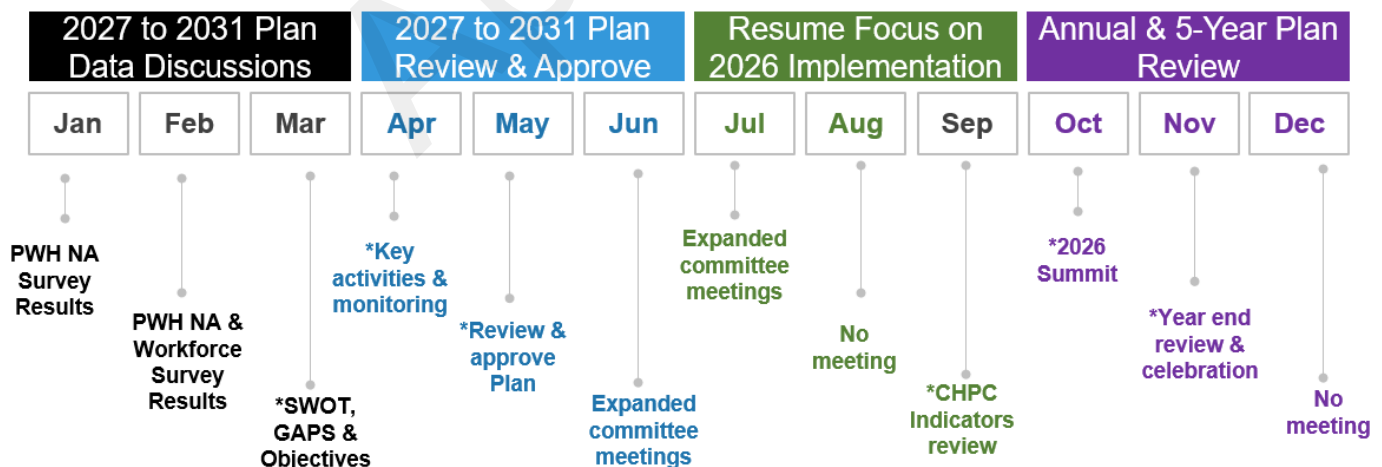 2027 to 2031 Plan
Data Discussions
2027 to 2031 Plan
Review & Approve
Resume Focus on
2026 Implementation
Annual & 5-Year Plan
Review
Jan
Feb
Mar
Apr
May
Jun
Jul
Aug
Sep
Oct
Nov
Dec
PWH NA
Survey
Results
PWH NA &
Workforce
Survey
Results
*SWOT,
GAPS &
Objectives
*Key
activities &
monitoring
*Review &
approve
Plan
Expanded
committee
meetings
Expanded
committee
meetings
No
meeting
*CHPC
Indicators
review
*2026
Summit
*Year end
review &
celebration
No
meeting